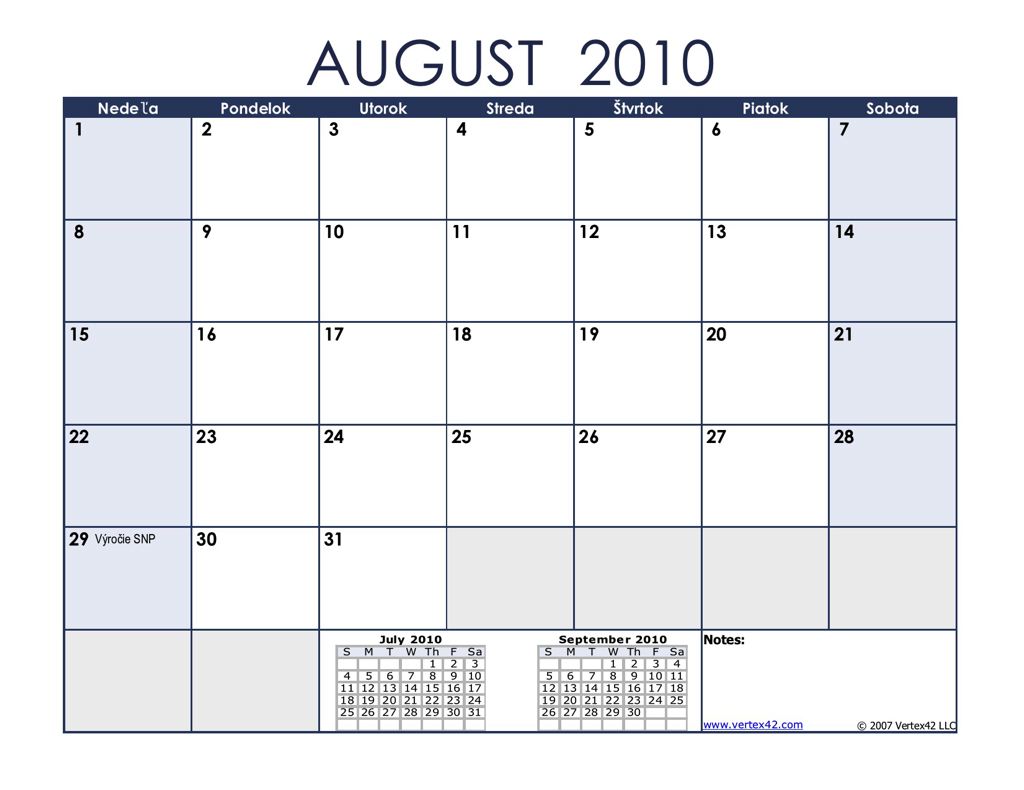 AUGUST 2010
Nedeľa Pondelok Utorok Streda Štvrtok Piatok Sobota
1 2 3 4 5 6 7
8 9 10 11 12 13 14
15 16 17 18 19 20 21
22 23 24 25 26 27 28
29 Výročie SNP 30 31
July 2010
S M T W Th F Sa
1 2 3
4 5 6 7 8 9 10
11 12 13 14 15 16 17
18 19 20 21 22 23 24
25 26 27 28 29 30 31
September 2010
S M T W Th F Sa
1 2 3 4
5 6 7 8 9 10 11
12 13 14 15 16 17 18
19 20 21 22 23 24 25
26 27 28 29 30
Notes:
www.vertex42.com © 2007 Vertex42 LLC